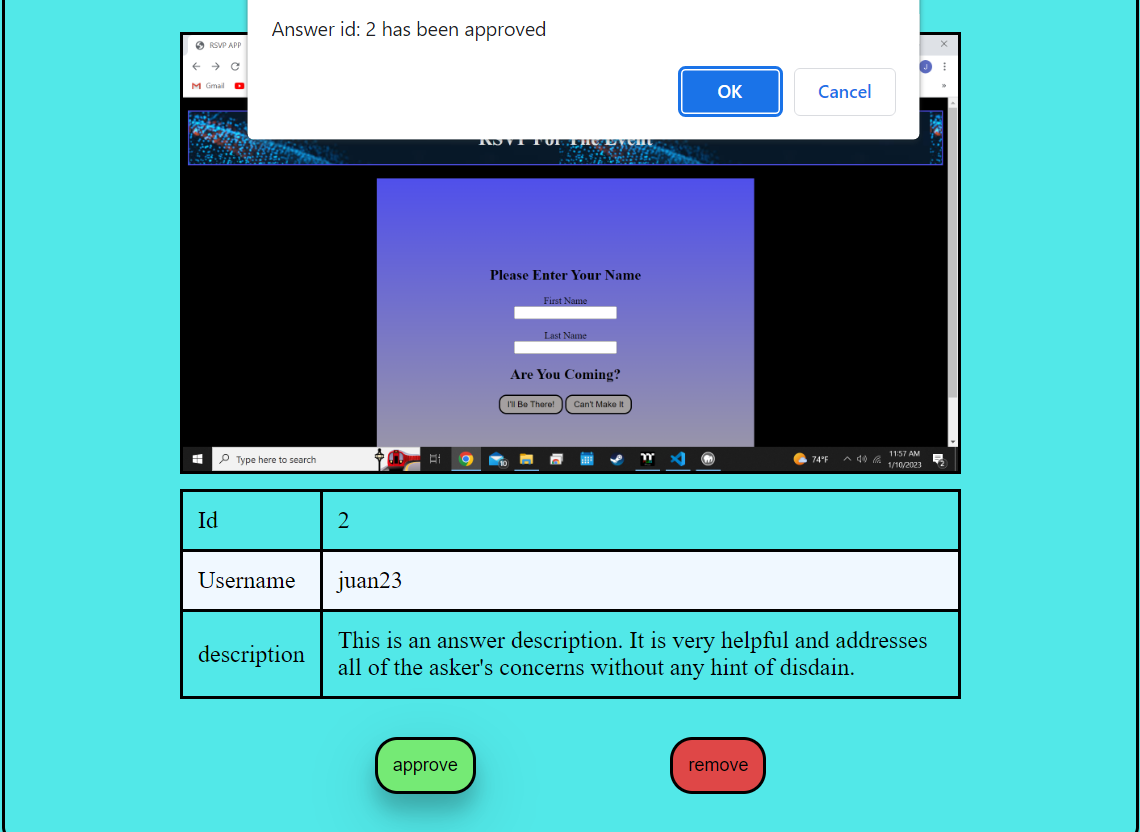 Answer id: 2 has been approved
OK
Cancel
RSVP APP
Gmail
J
RSVP For The Event
Please Enter Your Name
First Name
Last Name
Are You Coming?
I'll Be There!
Can't Make It
Type here to search
10
74°F
11:57 AM
1/10/2023
2
Id
2
Username
juan23
description
This is an answer description. It is very helpful and addresses
all of the asker's concerns without any hint of disdain.
approve
remove